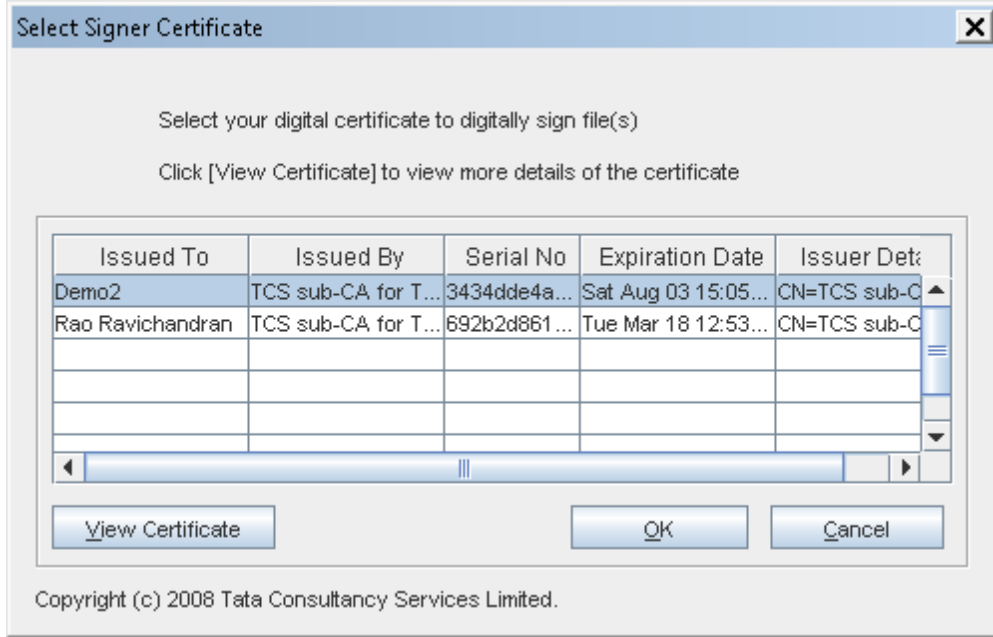 Select Signer Certificate
Select your digital certificate to digitally sign file(s)
Click [View Certificate] to view more details of the certificate
Issued To Issued By Serial No Expiration Date Issuer Deta
Demo2 TCS sub-CA for T... 3434dde4a... Sat Aug 03 15:05... CN=TCS sub-C
Rao Ravichandran TCS sub-CA for T... 692b2d861... Tue Mar 18 12:53... CN=TCS sub-C
View Certificate OK Cancel
Copyright (c) 2008 Tata Consultancy Services Limited.